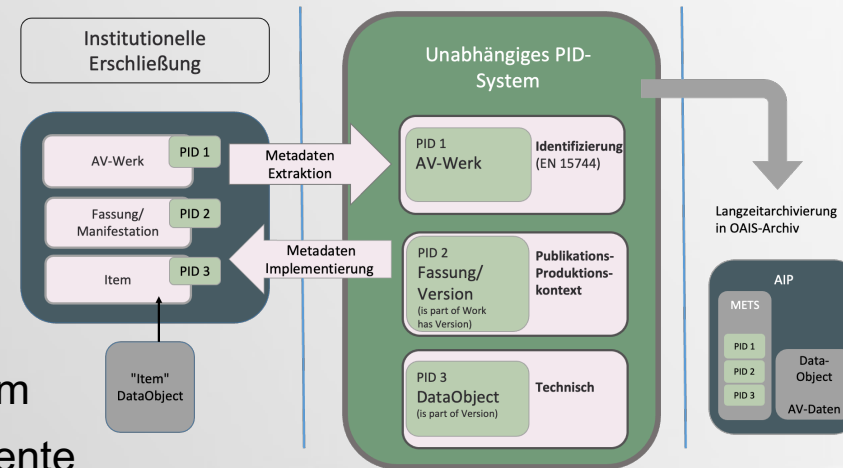 Institutionelle
Erschließung
AV-Werk
PID 1
Fassung/
Manifestation
PID 2
Item
PID 3
"Item"
DataObject
m
ente
Metadaten
Extraktion
Metadaten
Implementierung
Unabhängiges PID-
System
PID 1
AV-Werk
Identifizierung
(EN 15744)
PID 2
Fassung/
Version
(is part of Work
has Version)
Publikations-
Produktions-
kontext
PID 3
DataObject
(is part of Version)
Technisch
Langzeitarchivierung
in OAIS-Archiv
AIP
METS
PID 1
PID 2
PID 3
Data-
Object
AV-Daten